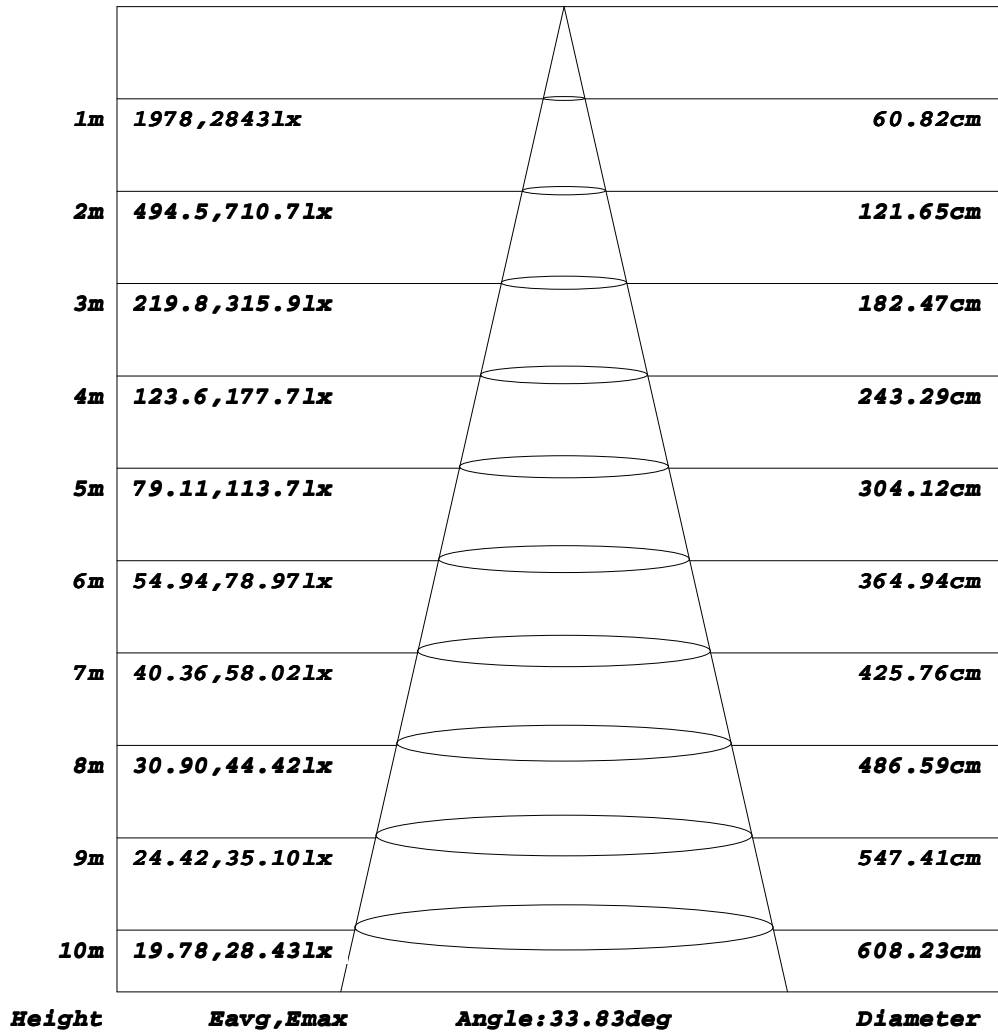 1m 1978,2843lx 60.82cm
2m 494.5,710.7lx 121.65cm
3m 219.8,315.9lx 182.47cm
4m 123.6,177.7lx 243.29cm
5m 79.11,113.7lx 304.12cm
6m 54.94,78.97lx 364.94cm
7m 40.36,58.02lx 425.76cm
8m 30.90,44.42lx 486.59cm
9m 24.42,35.10lx 547.41cm
10m 19.78,28.43lx 608.23cm
Height Eavg,Emax Angle:33.83deg Diameter